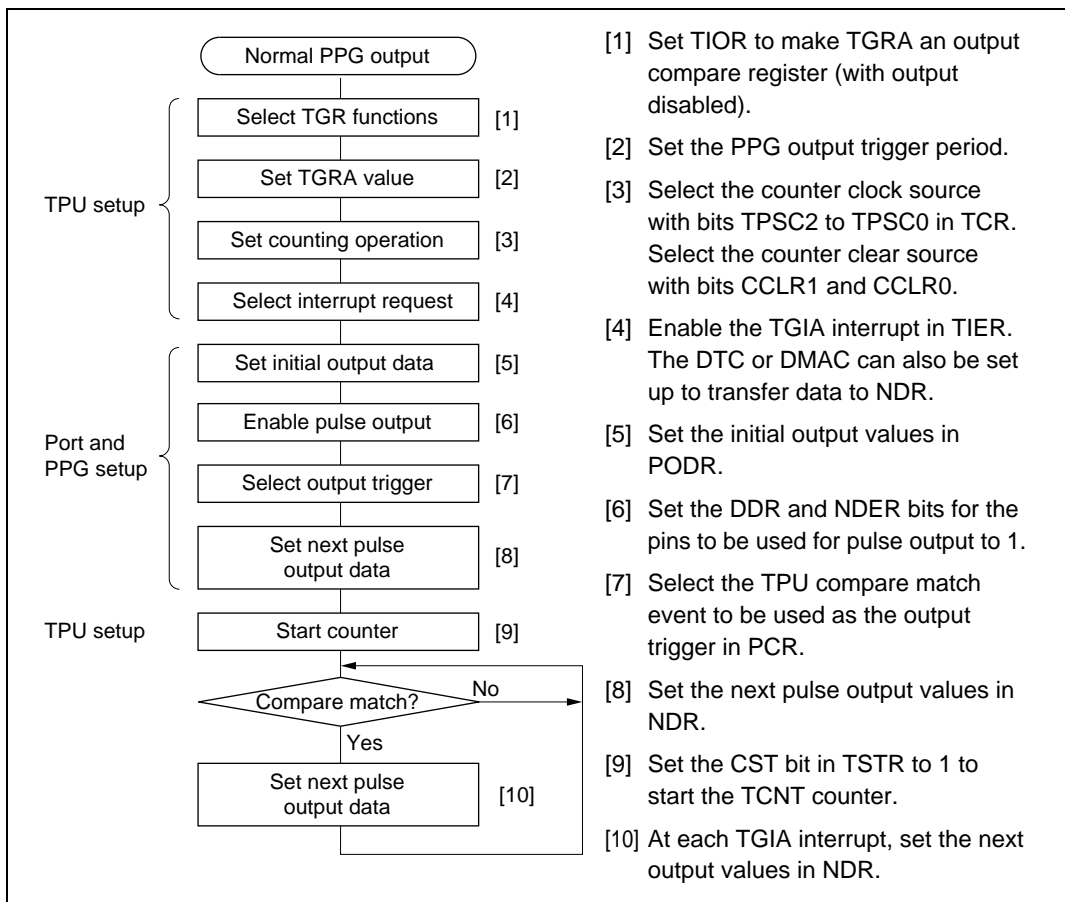 Normal PPG output
Select TGR functions [1]
Set TGRA value [2]
TPU setup
Set counting operation [3]
Select interrupt request [4]
Set initial output data [5]
Enable pulse output [6]
Port and
PPG setup
Select output trigger [7]
Set next pulse
output data
[8]
TPU setup
Start counter [9]
Compare match?
No
Yes
Set next pulse
output data
[10]
[1] Set TIOR to make TGRA an output
compare register (with output
disabled).
[2] Set the PPG output trigger period.
[3] Select the counter clock source
with bits TPSC2 to TPSC0 in TCR.
Select the counter clear source
with bits CCLR1 and CCLR0.
[4] Enable the TGIA interrupt in TIER.
The DTC or DMAC can also be set
up to transfer data to NDR.
[5] Set the initial output values in
PODR.
[6] Set the DDR and NDER bits for the
pins to be used for pulse output to 1.
[7] Select the TPU compare match
event to be used as the output
trigger in PCR.
[8] Set the next pulse output values in
NDR.
[9] Set the CST bit in TSTR to 1 to
start the TCNT counter.
[10] At each TGIA interrupt, set the next
output values in NDR.